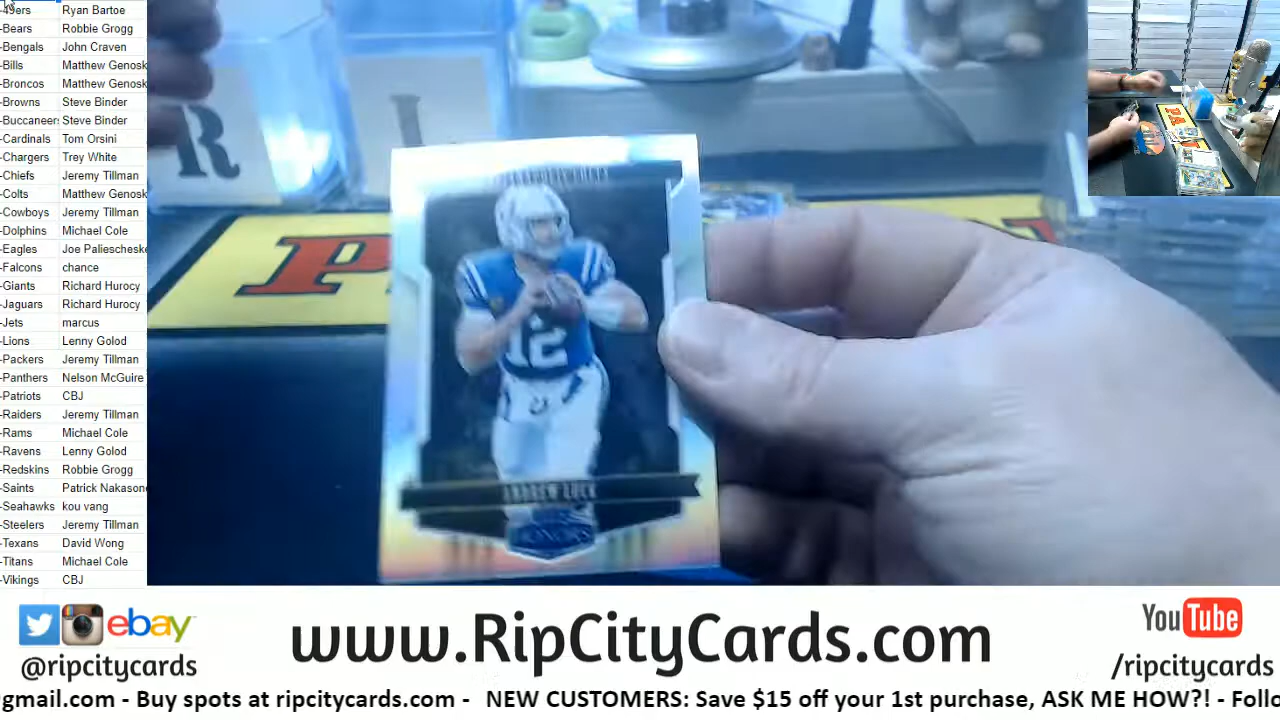 -49ers Ryan Bartoe
-Bears Robbie Grogg
-Bengals John Craven
-Bills Matthew Genosk
-Broncos Matthew Genosk
-Browns Steve Binder
-Buccaneers Steve Binder
-Cardinals Tom Orsini
-Chargers Trey White
-Chiefs Jeremy Tillman
-Colts Matthew Genosk
-Cowboys Jeremy Tillman
-Dolphins Michael Cole
-Eagles Joe Paliescheske
-Falcons chance
-Giants Richard Hurocy
-Jaguars Richard Hurocy
-Jets marcus
-Lions Lenny Golod
-Packers Jeremy Tillman
-Panthers Nelson McGuire
-Patriots CBJ
-Raiders Jeremy Tillman
-Rams Michael Cole
-Ravens Lenny Golod
-Redskins Robbie Grogg
-Saints Patrick Nakason
-Seahawks kou vang
-Steelers Jeremy Tillman
-Texans David Wong
-Titans Michael Cole
-Vikings CBJ
R
P
12
ANDREW LUCK
HONORS
PA
ebay
@ripcitycards
www.RipCityCards.com
YouTube
/ripcitycards
gmail.com - Buy spots at ripcitycards.com - NEW CUSTOMERS: Save $15 off your 1st purchase, ASK ME HOW?! - Follo